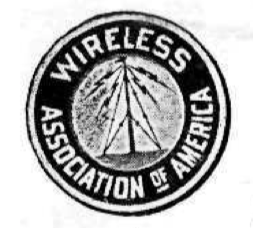 WIRELESS
ASSOCIATION OF AMERICA